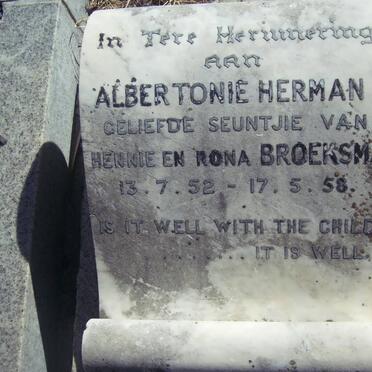 In Tere Herinnering
aan
ALBERTONIE HERMAN
GELIEFDE SEUNTJIE VAN
HENNIE EN RONA BROEKSM
13.7.52 - 17.5.58.
IS IT WELL WITH THE CHILD
........ IT IS WELL.